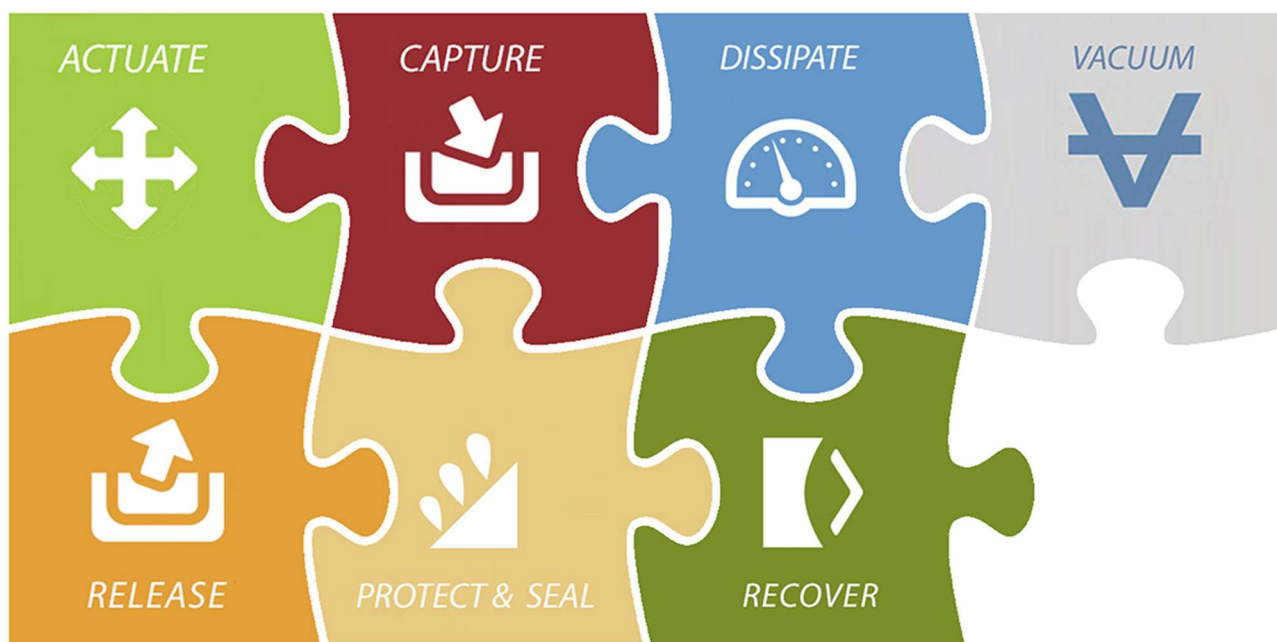 ACTUATE
CAPTURE
DISSIPATE
VACUUM
RELEASE
PROTECT & SEAL
RECOVER